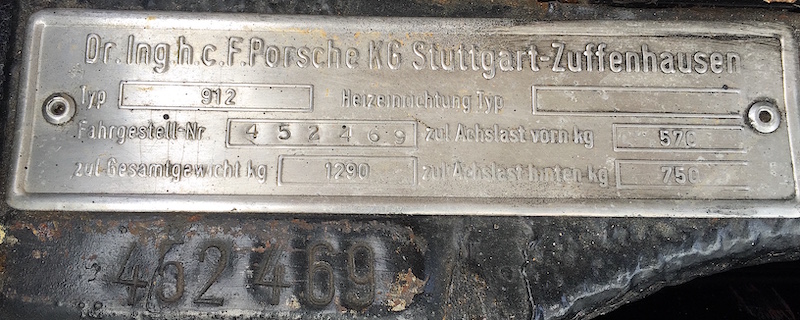 Dr. Ing. h.c. F. Porsche KG Stuttgart-Zuffenhausen
Typ 912 Heizeinrichtung Typ
Fahrgestell-Nr. 452469 zul Achslast vorn kg 570
zul Gesamtgewicht kg 1290 zul Achslast hinten kg 750
462469